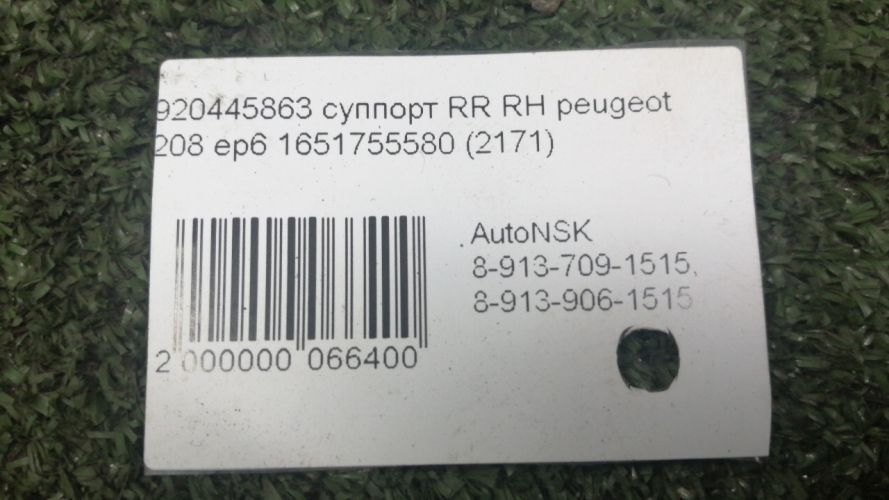 920445863 суппорт RR RH peugeot
208 ep6 1651755580 (2171)
AutoNSK
8-913-709-1515,
8-913-906-1515
2 000000 066400